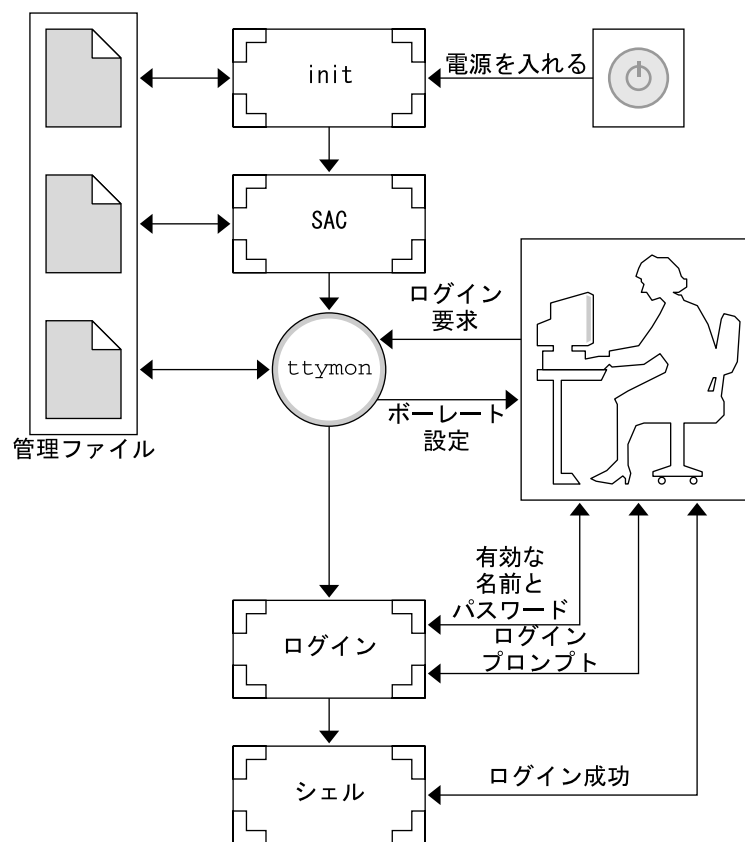 init
電源を入れる
SAC
ログイン
要求
ttymon
ボーレート
設定
管理ファイル
有効な
名前と
パスワード
ログイン
プロンプト
ログイン
シェル
ログイン成功